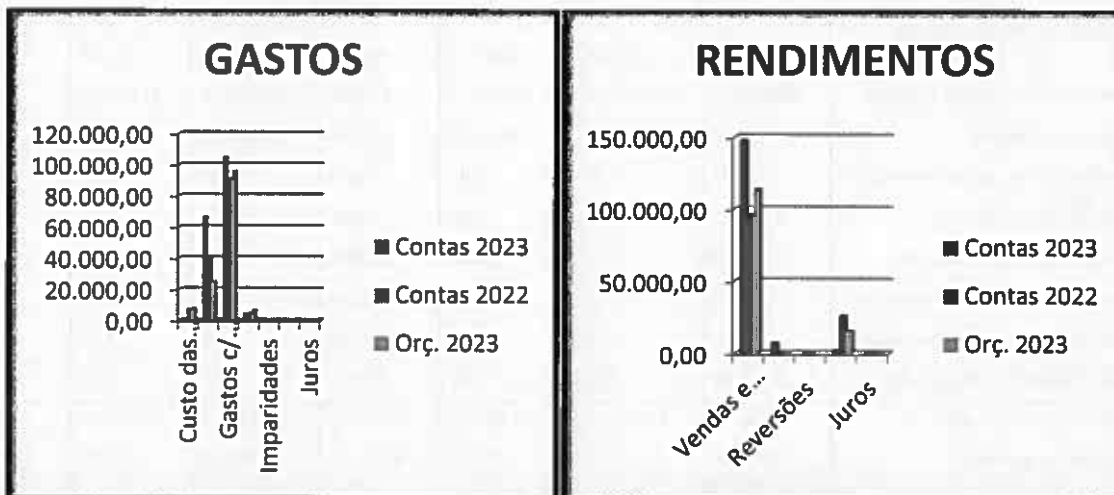 GASTOS
120.000,00
100.000,00
80.000,00
60.000,00
40.000,00
20.000,00
0,00
Custo das..
Gastos c/..
Imparidades
Juros
Contas 2023
Contas 2022
Orç. 2023
RENDIMENTOS
150.000,00
100.000,00
50.000,00
0,00
Vendas e...
Reversões
Juros
Contas 2023
Contas 2022
Orç. 2023